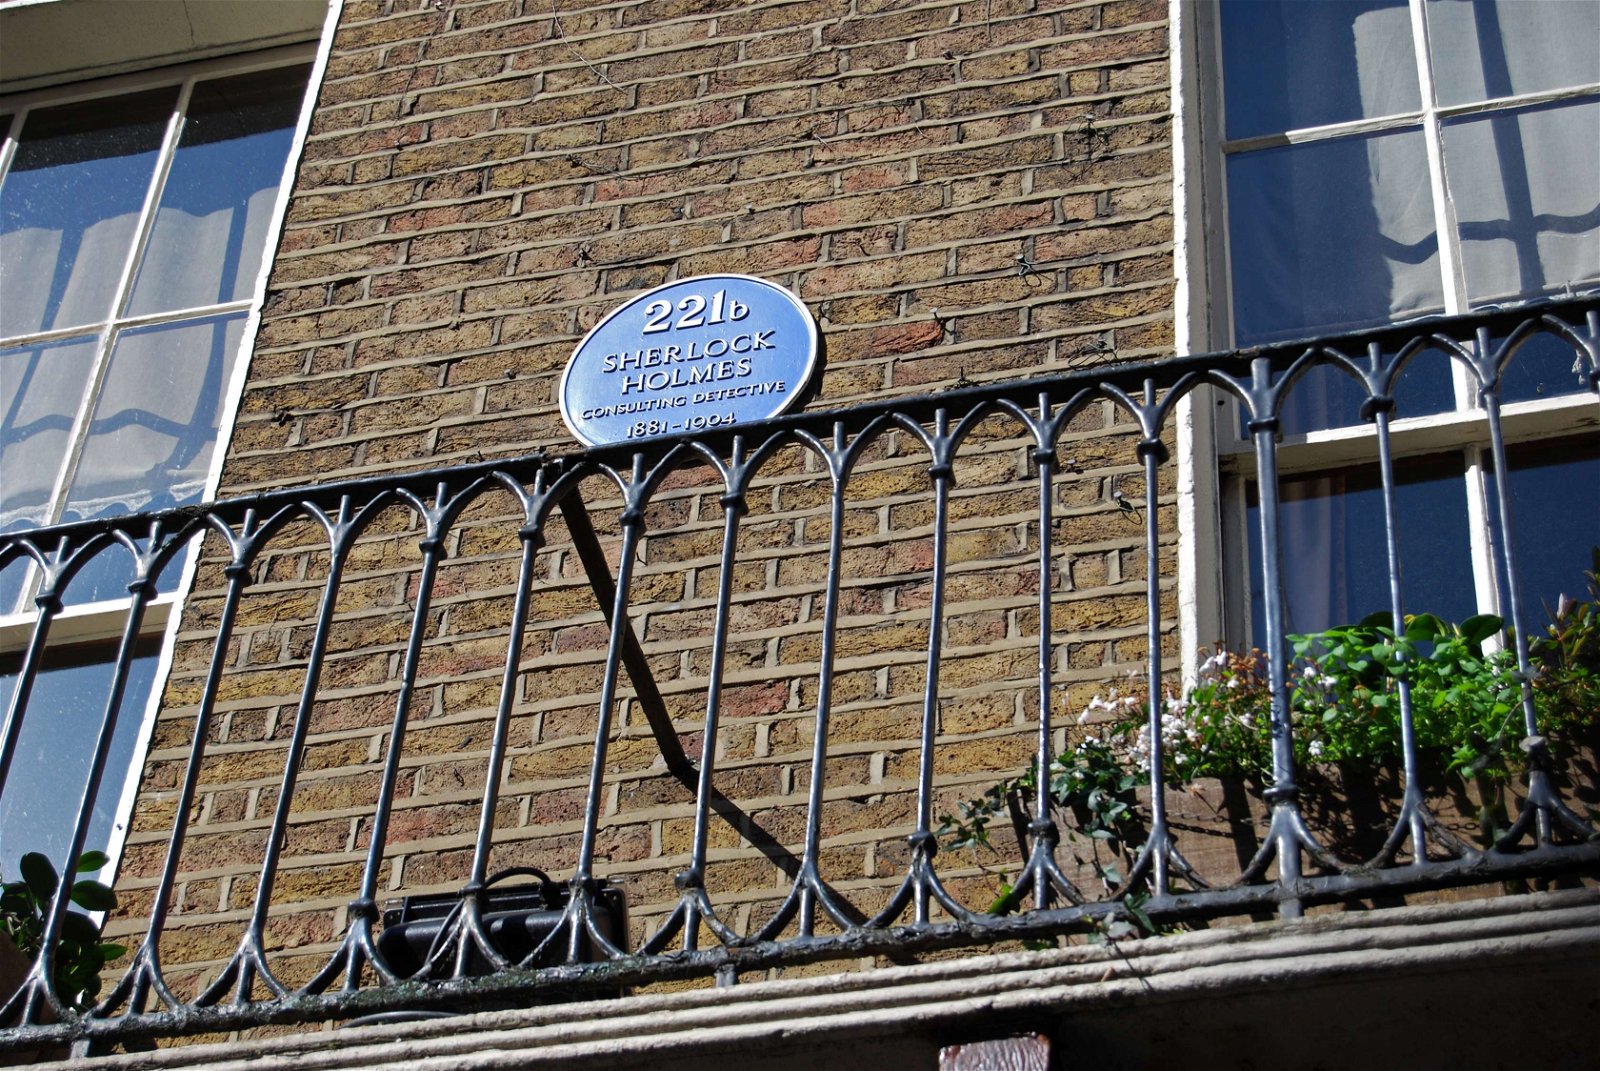 221b
SHERLOCK
HOLMES
CONSULTING DETECTIVE
1881-1904